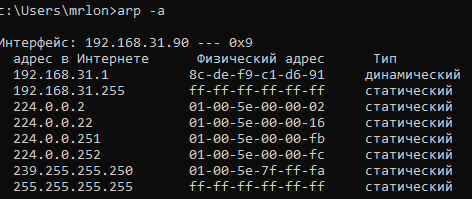 c:\Users\mrlon>arp -a
Интерфейс: 192.168.31.90 --- 0x9
адрес в Интернете Физический адрес Тип
192.168.31.1 8c-de-f9-c1-d6-91 динамический
192.168.31.255 ff-ff-ff-ff-ff-ff статический
224.0.0.2 01-00-5e-00-00-02 статический
224.0.0.22 01-00-5e-00-00-16 статический
224.0.0.251 01-00-5e-00-00-fb статический
224.0.0.252 01-00-5e-00-00-fc статический
239.255.255.250 01-00-5e-7f-ff-fa статический
255.255.255.255 ff-ff-ff-ff-ff-ff статический